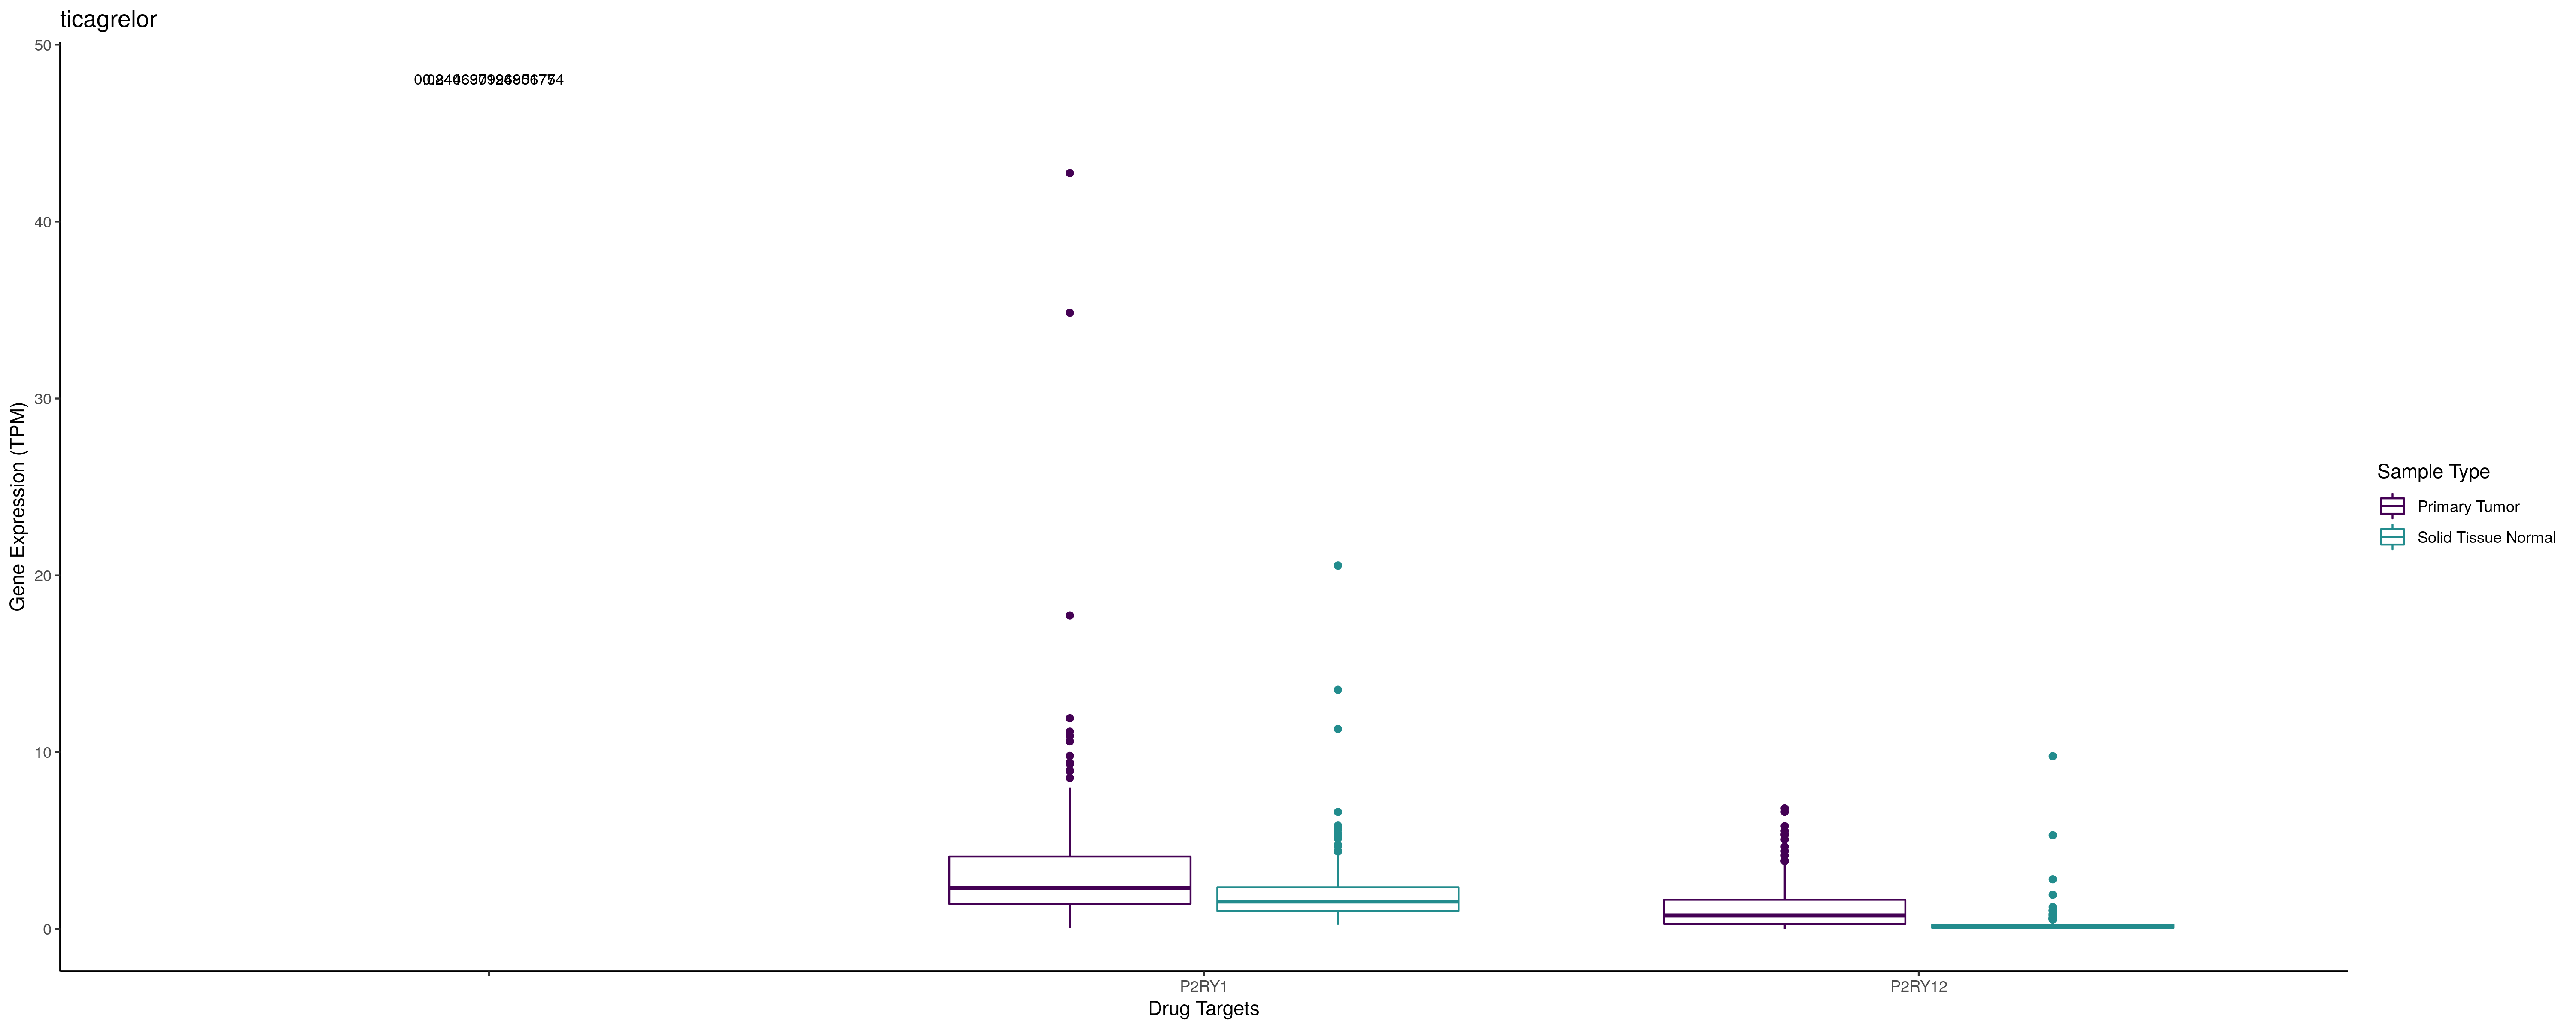 ticagrelor
50
40
30
20
10
0
Gene Expression (TPM)
P2RY1
P2RY12
Drug Targets
Sample Type
Primary Tumor
Solid Tissue Normal